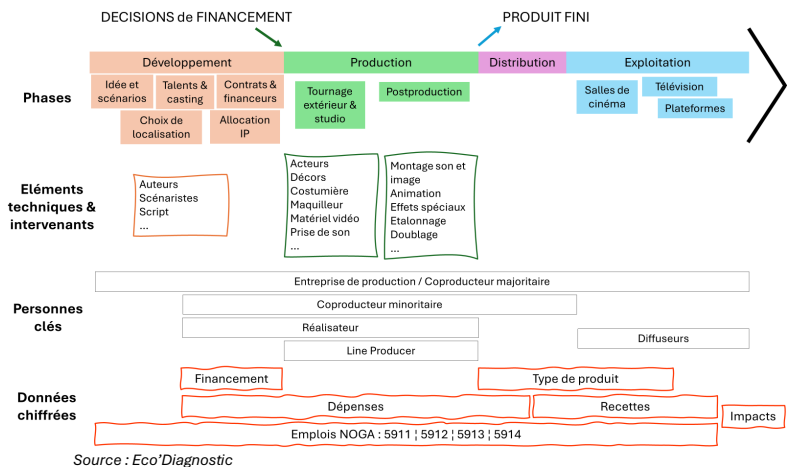 DECISIONS de FINANCEMENT
PRODUIT FINI
Développement
Production
Distribution
Exploitation
Phases
Idée et
scénarios
Talents &
casting
Contrats &
financeurs
Choix de
localisation
Allocation
IP
Tournage
extérieur &
studio
Postproduction
Salles de
cinéma
Télévision
Plateformes
Eléments
techniques &
intervenants
Auteurs
Scénaristes
Script
...
Acteurs
Décors
Costumière
Maquilleur
Matériel vidéo
Prise de son
...
Montage son et
image
Animation
Effets spéciaux
Etalonnage
Doublage
...
Personnes
clés
Entreprise de production / Coproducteur majoritaire
Coproducteur minoritaire
Réalisateur
Diffuseurs
Line Producer
Données
chiffrées
Financement
Type de produit
Dépenses
Recettes
Impacts
Emplois NOGA : 5911 ¦ 5912 ¦ 5913 ¦ 5914
Source : Eco'Diagnostic